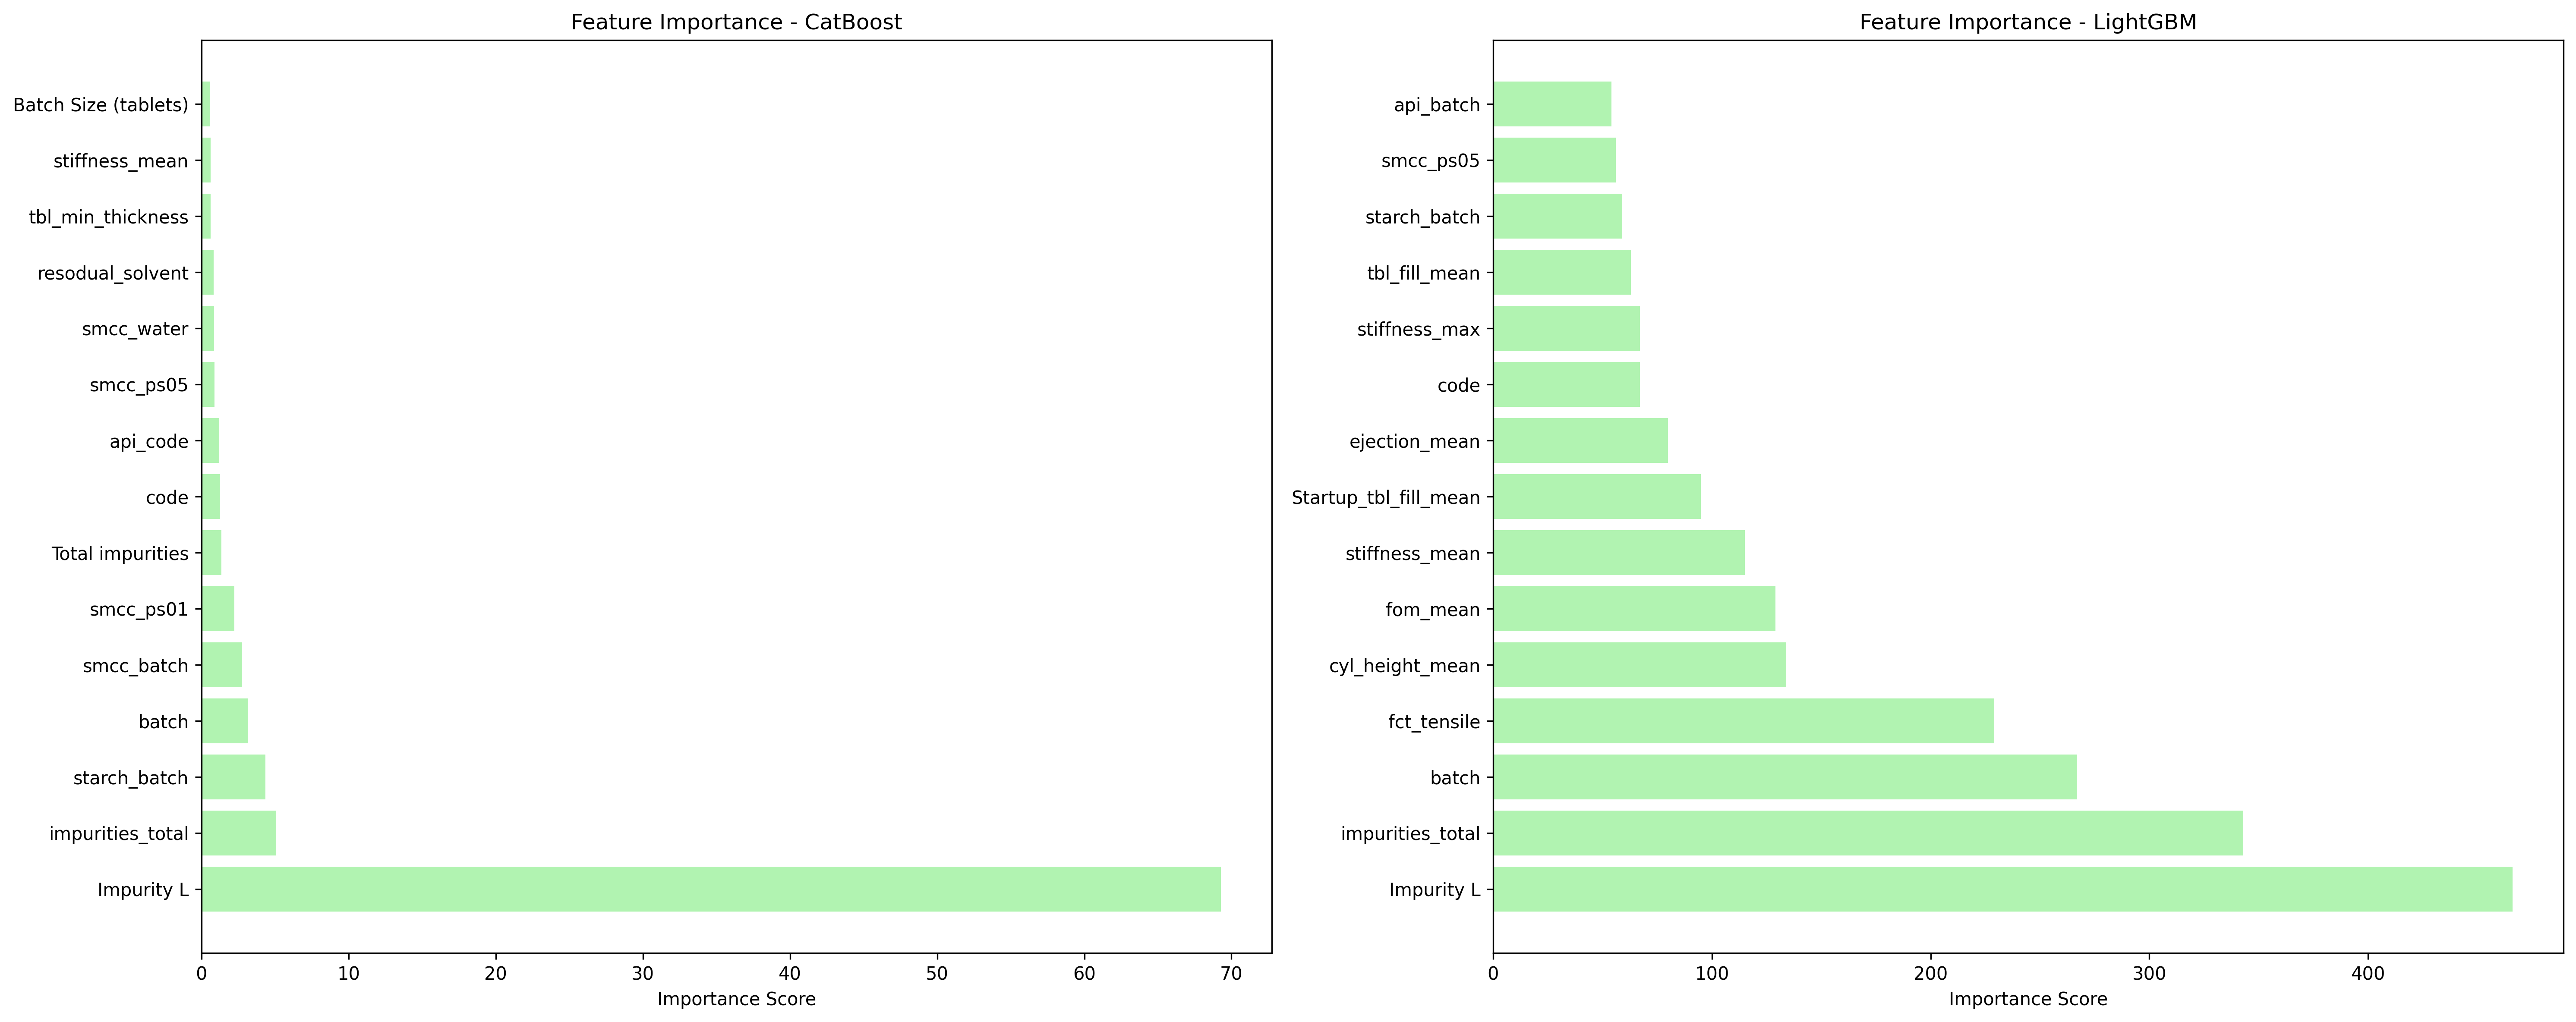 Feature Importance - CatBoost
Batch Size (tablets)
stiffness_mean
tbl_min_thickness
resodual_solvent
smcc_water
smcc_ps05
api_code
code
Total impurities
smcc_ps01
smcc_batch
batch
starch_batch
impurities_total
Impurity L
0 10 20 30 40 50 60 70
Importance Score
Feature Importance - LightGBM
api_batch
smcc_ps05
starch_batch
tbl_fill_mean
stiffness_max
code
ejection_mean
Startup_tbl_fill_mean
stiffness_mean
fom_mean
cyl_height_mean
fct_tensile
batch
impurities_total
Impurity L
0 100 200 300 400
Importance Score